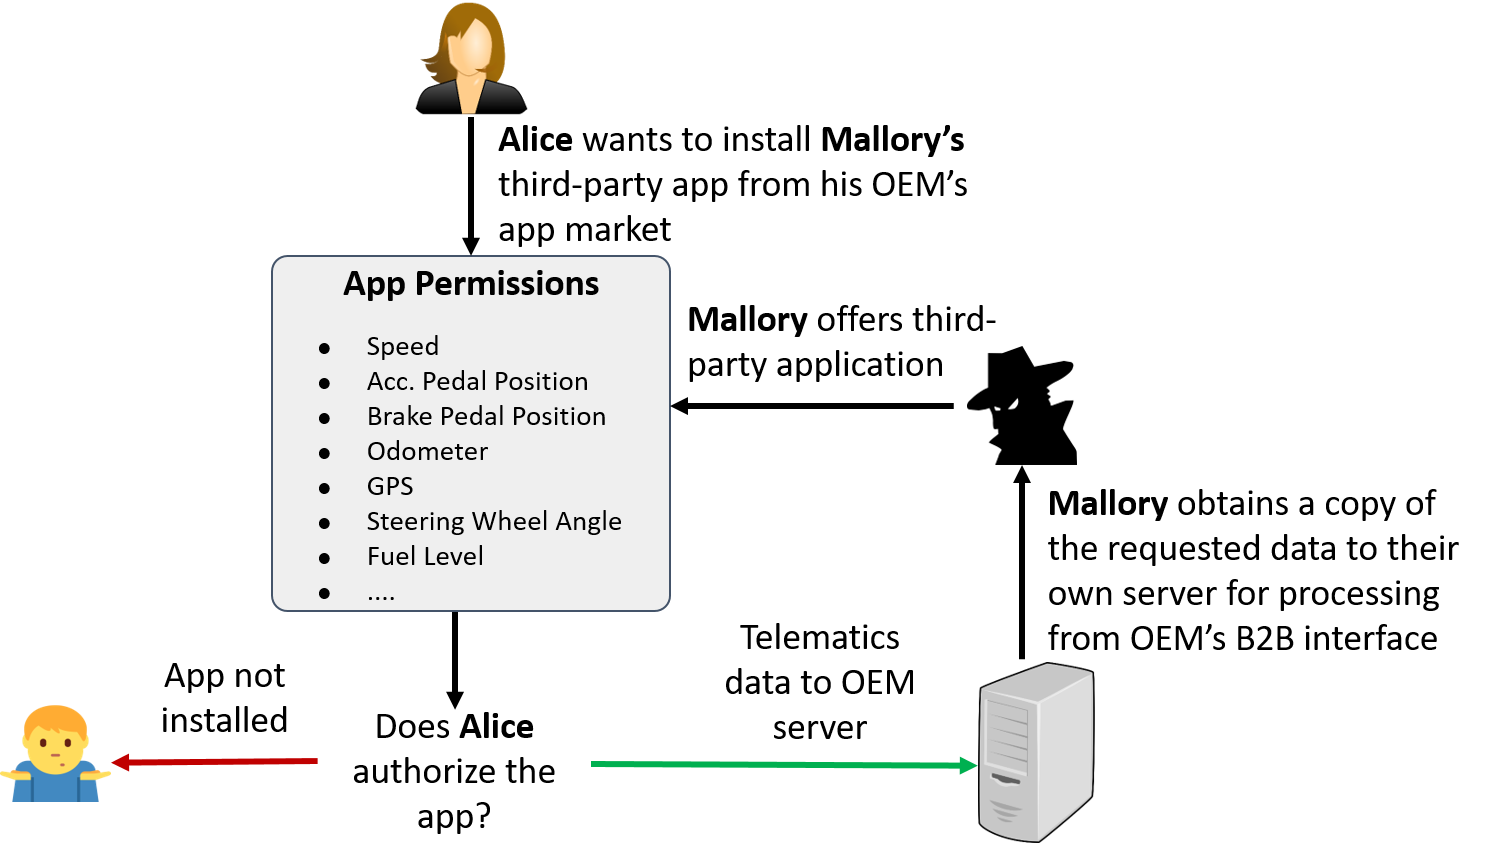 Alice wants to install Mallory's
third-party app from his OEM's
app market
App Permissions
● Speed
● Acc. Pedal Position
● Brake Pedal Position
● Odometer
● GPS
● Steering Wheel Angle
● Fuel Level
● ....
Mallory offers third-
party application
Mallory obtains a copy of
the requested data to their
own server for processing
from OEM's B2B interface
Telematics
data to OEM
server
App not
installed
Does Alice
authorize the
app?